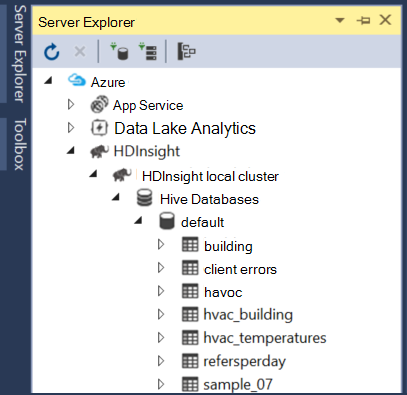 Server Explorer
Toolbox
Server Explorer
Azure
App Service
Data Lake Analytics
HDInsight
HDInsight local cluster
Hive Databases
default
building
client errors
havoc
hvac_building
hvac_temperatures
refersperday
sample_07